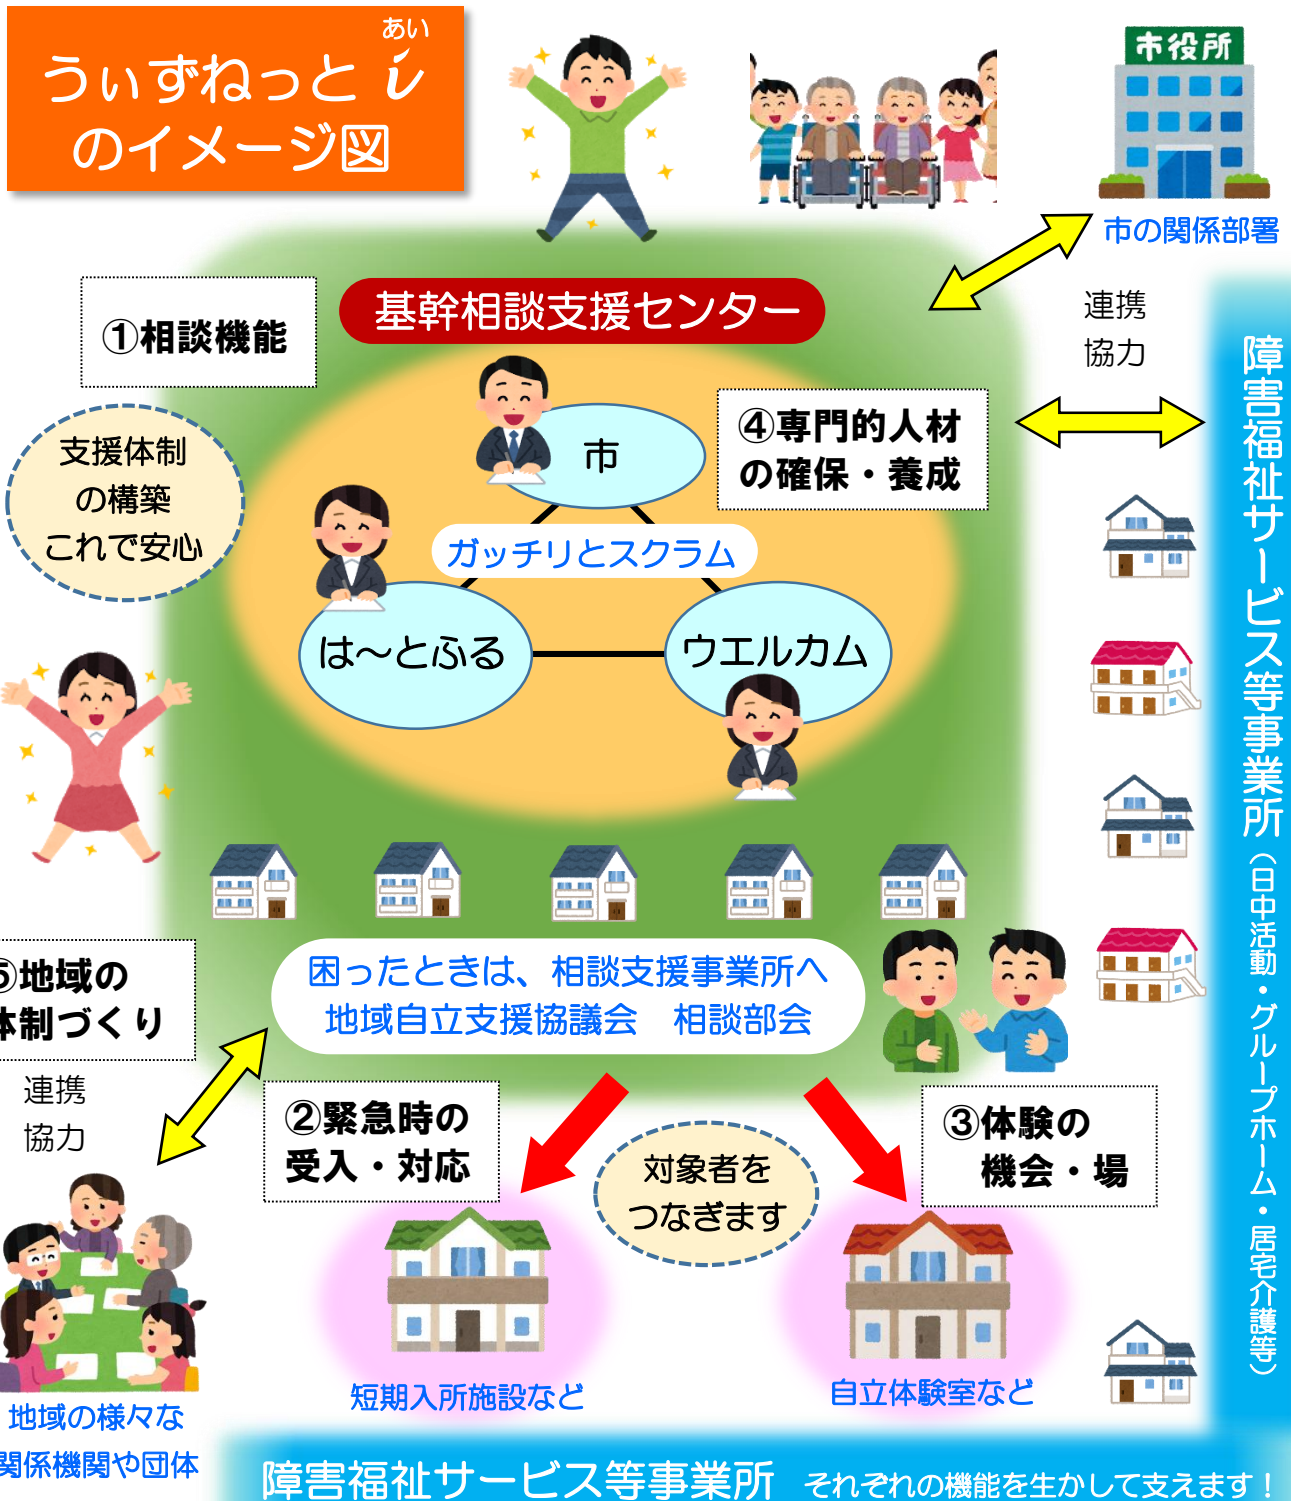 あい
うぃずねっと い
のイメージ図
市役所
市の関係部署
基幹相談支援センター
①相談機能
連携
協力
④専門的人材
の確保・養成
市
支援体制
の構築
これで安心
ガッチリとスクラム
は～とふる
ウエルカム
障害福祉サービス等事業所（日中活動・グループホーム・居宅介護等）
困ったときは、相談支援事業所へ
地域自立支援協議会　相談部会
⑤地域の
体制づくり
連携
協力
②緊急時の
受入・対応
③体験の
機会・場
対象者を
つなぎます
短期入所施設など
自立体験室など
地域の様々な
関係機関や団体
障害福祉サービス等事業所　それぞれの機能を生かして支えます！